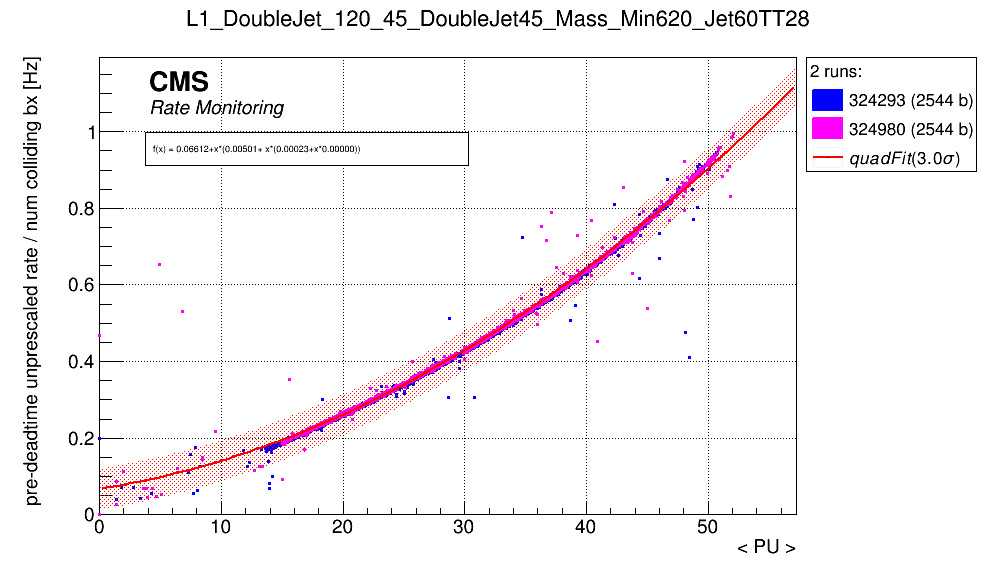 L1_DoubleJet_120_45_DoubleJet45_Mass_Min620_Jet60TT28
pre-deadtime unprescaled rate / num colliding bx [Hz]
CMS
Rate Monitoring
f(x) = 0.06612+x*(0.00501+ x*(0.00023+x*0.00000))
2 runs:
324293 (2544 b)
324980 (2544 b)
quadFit(3.0σ)
1
0.8
0.6
0.4
0.2
0
0 10 20 30 40 50
< PU >